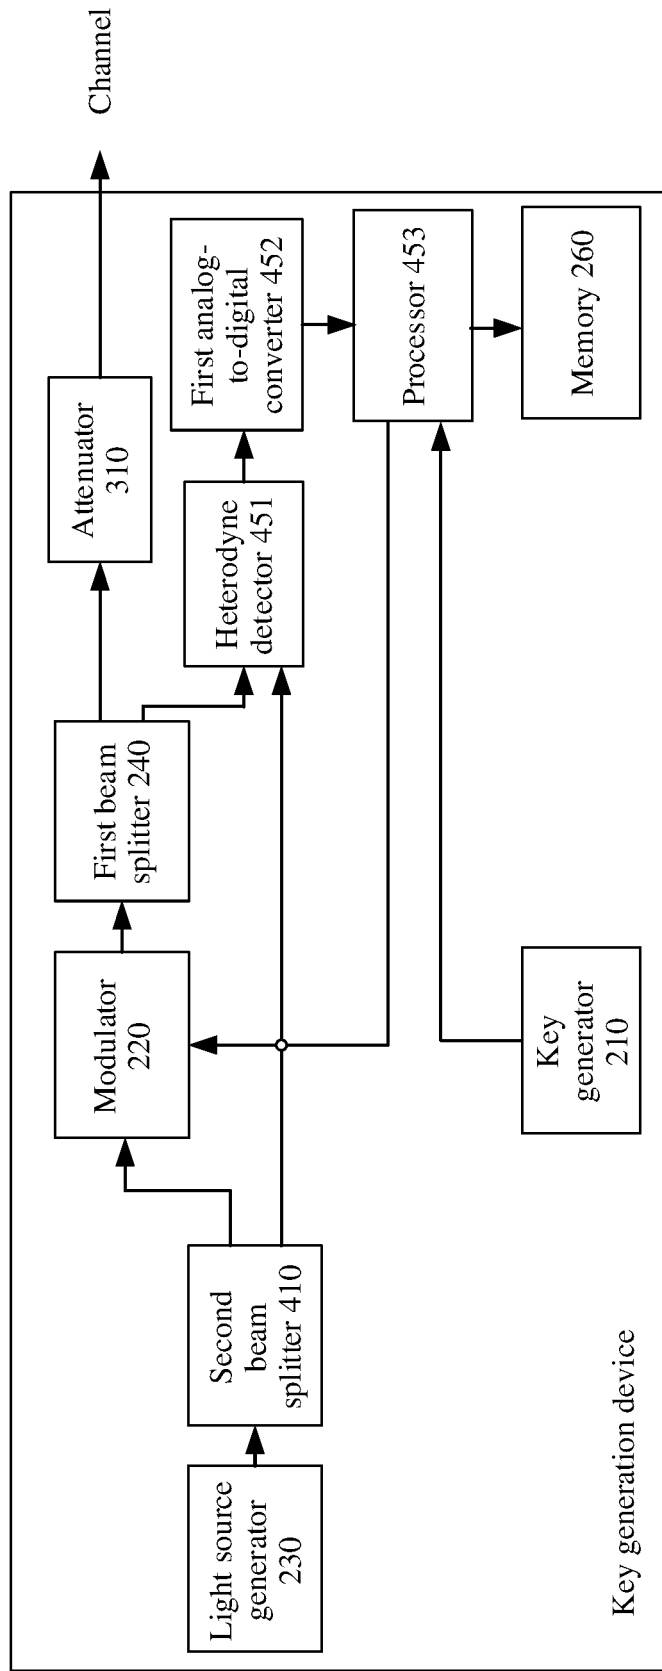 Channel
Attenuator
310
First analog-
to-digital
converter 452
Processor 453
Memory 260
Heterodyne
detector 451
First beam
splitter 240
Modulator
220
Key
generator
210
Second
beam
splitter 410
Light source
generator
230
Key generation device